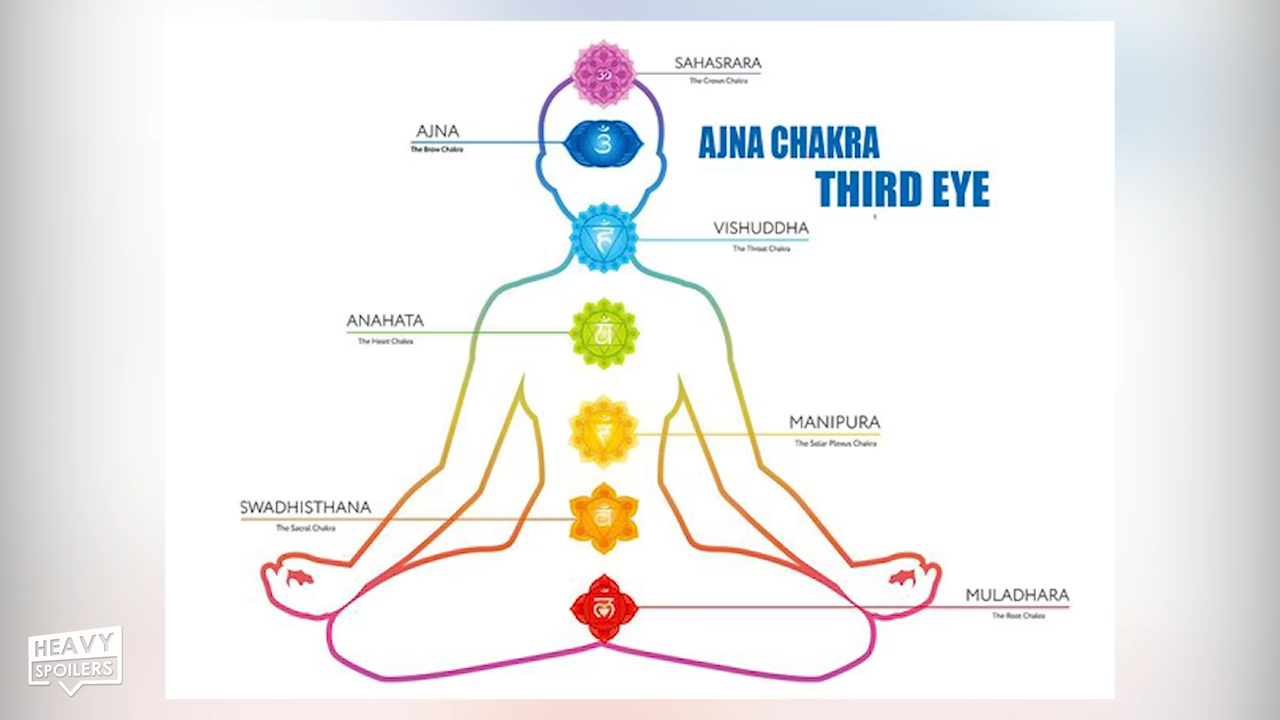 SAHASRARA
The Crown Chakra
AJNA
The Brow Chakra
AJNA CHAKRA
THIRD EYE
VISHUDDHA
The Throat Chakra
ANAHATA
The Heart Chakra
MANIPURA
The Solar Plexus Chakra
SWADHISTHANA
The Sacral Chakra
MULADHARA
The Root Chakra
HEAVY
SPOILERS
ॐ